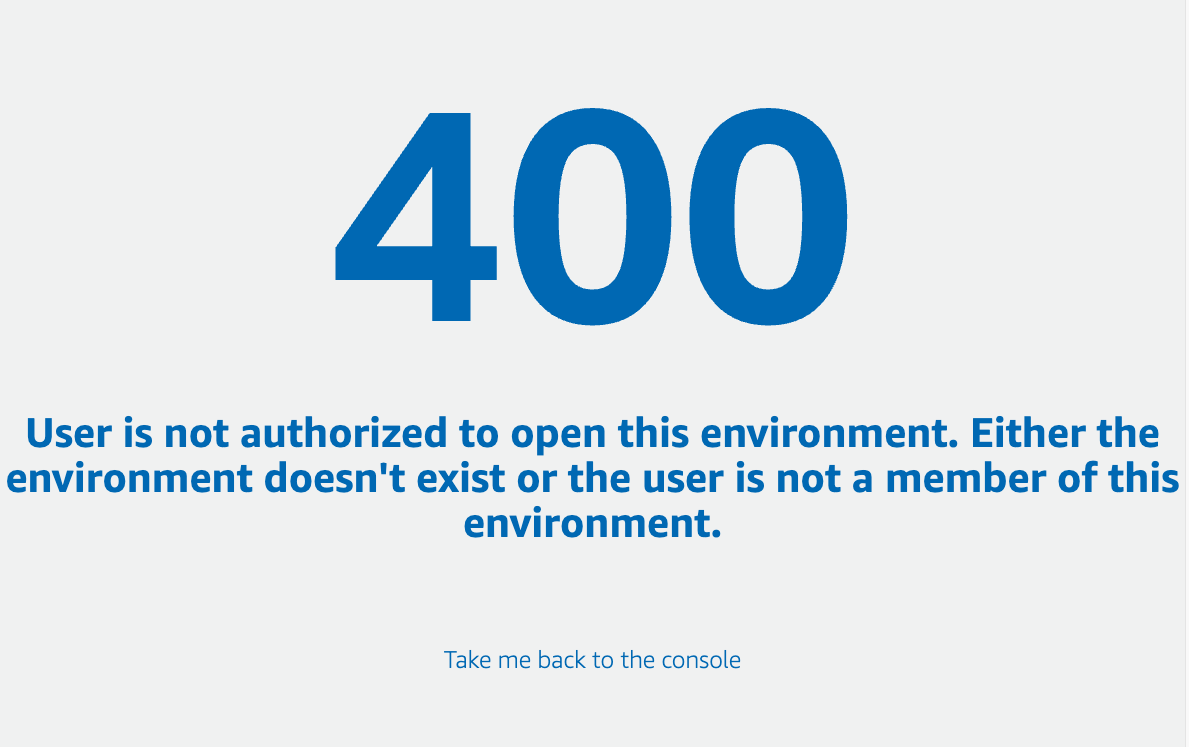 400
User is not authorized to open this environment. Either the
environment doesn't exist or the user is not a member of this
environment.
Take me back to the console